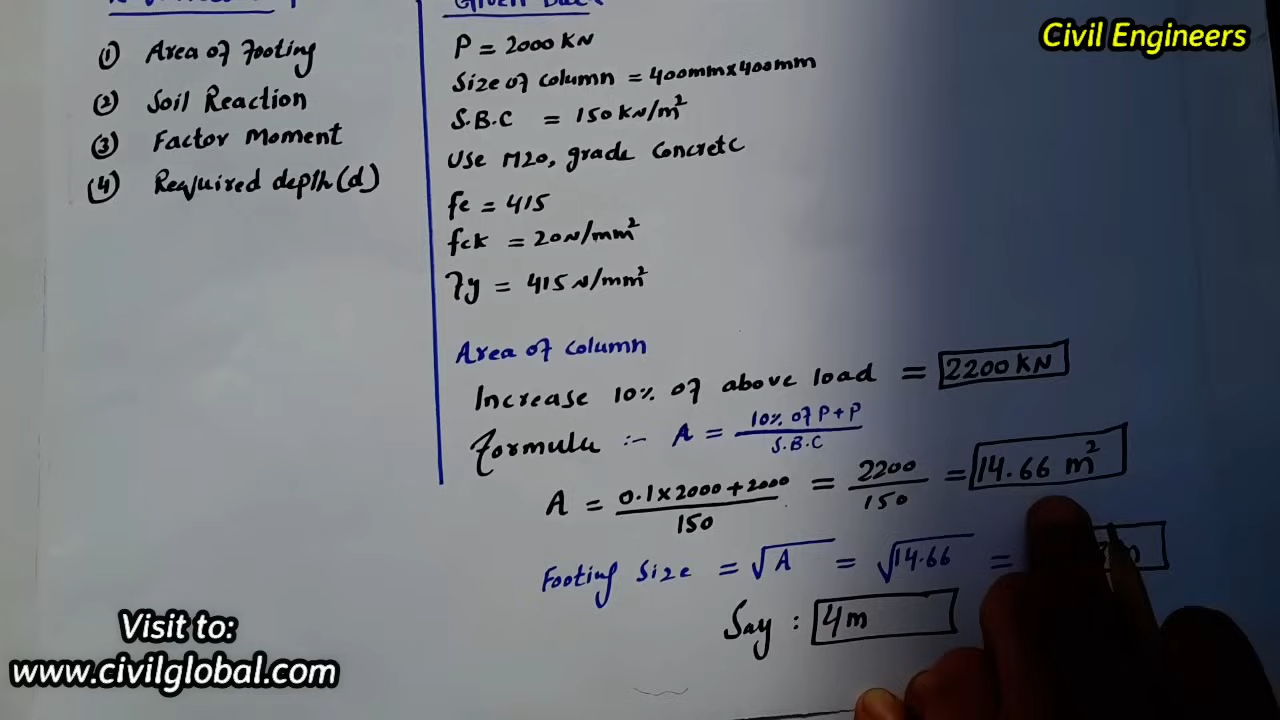 Civil Engineers
① Area of Footing
② Soil Reaction
③ Factor Moment
④ Required depth (d)
Given Data
P = 2000 KN
Size of column = 400mm x 400mm
S.B.C = 150 KN/m²
Use M20, grade concrete
fe = 415
fck = 20N/mm²
Fy = 415 N/mm²
Area of column
Increase 10% of above load = 2200 KN
Formula :- A = 10% of P + P / S.B.C
A = 0.1 x 2000 + 2000 / 150 = 2200 / 150 = 14.66 m²
Footing Size = √A = √14.66 = m
Say : 4m
Visit to:
www.civilglobal.com